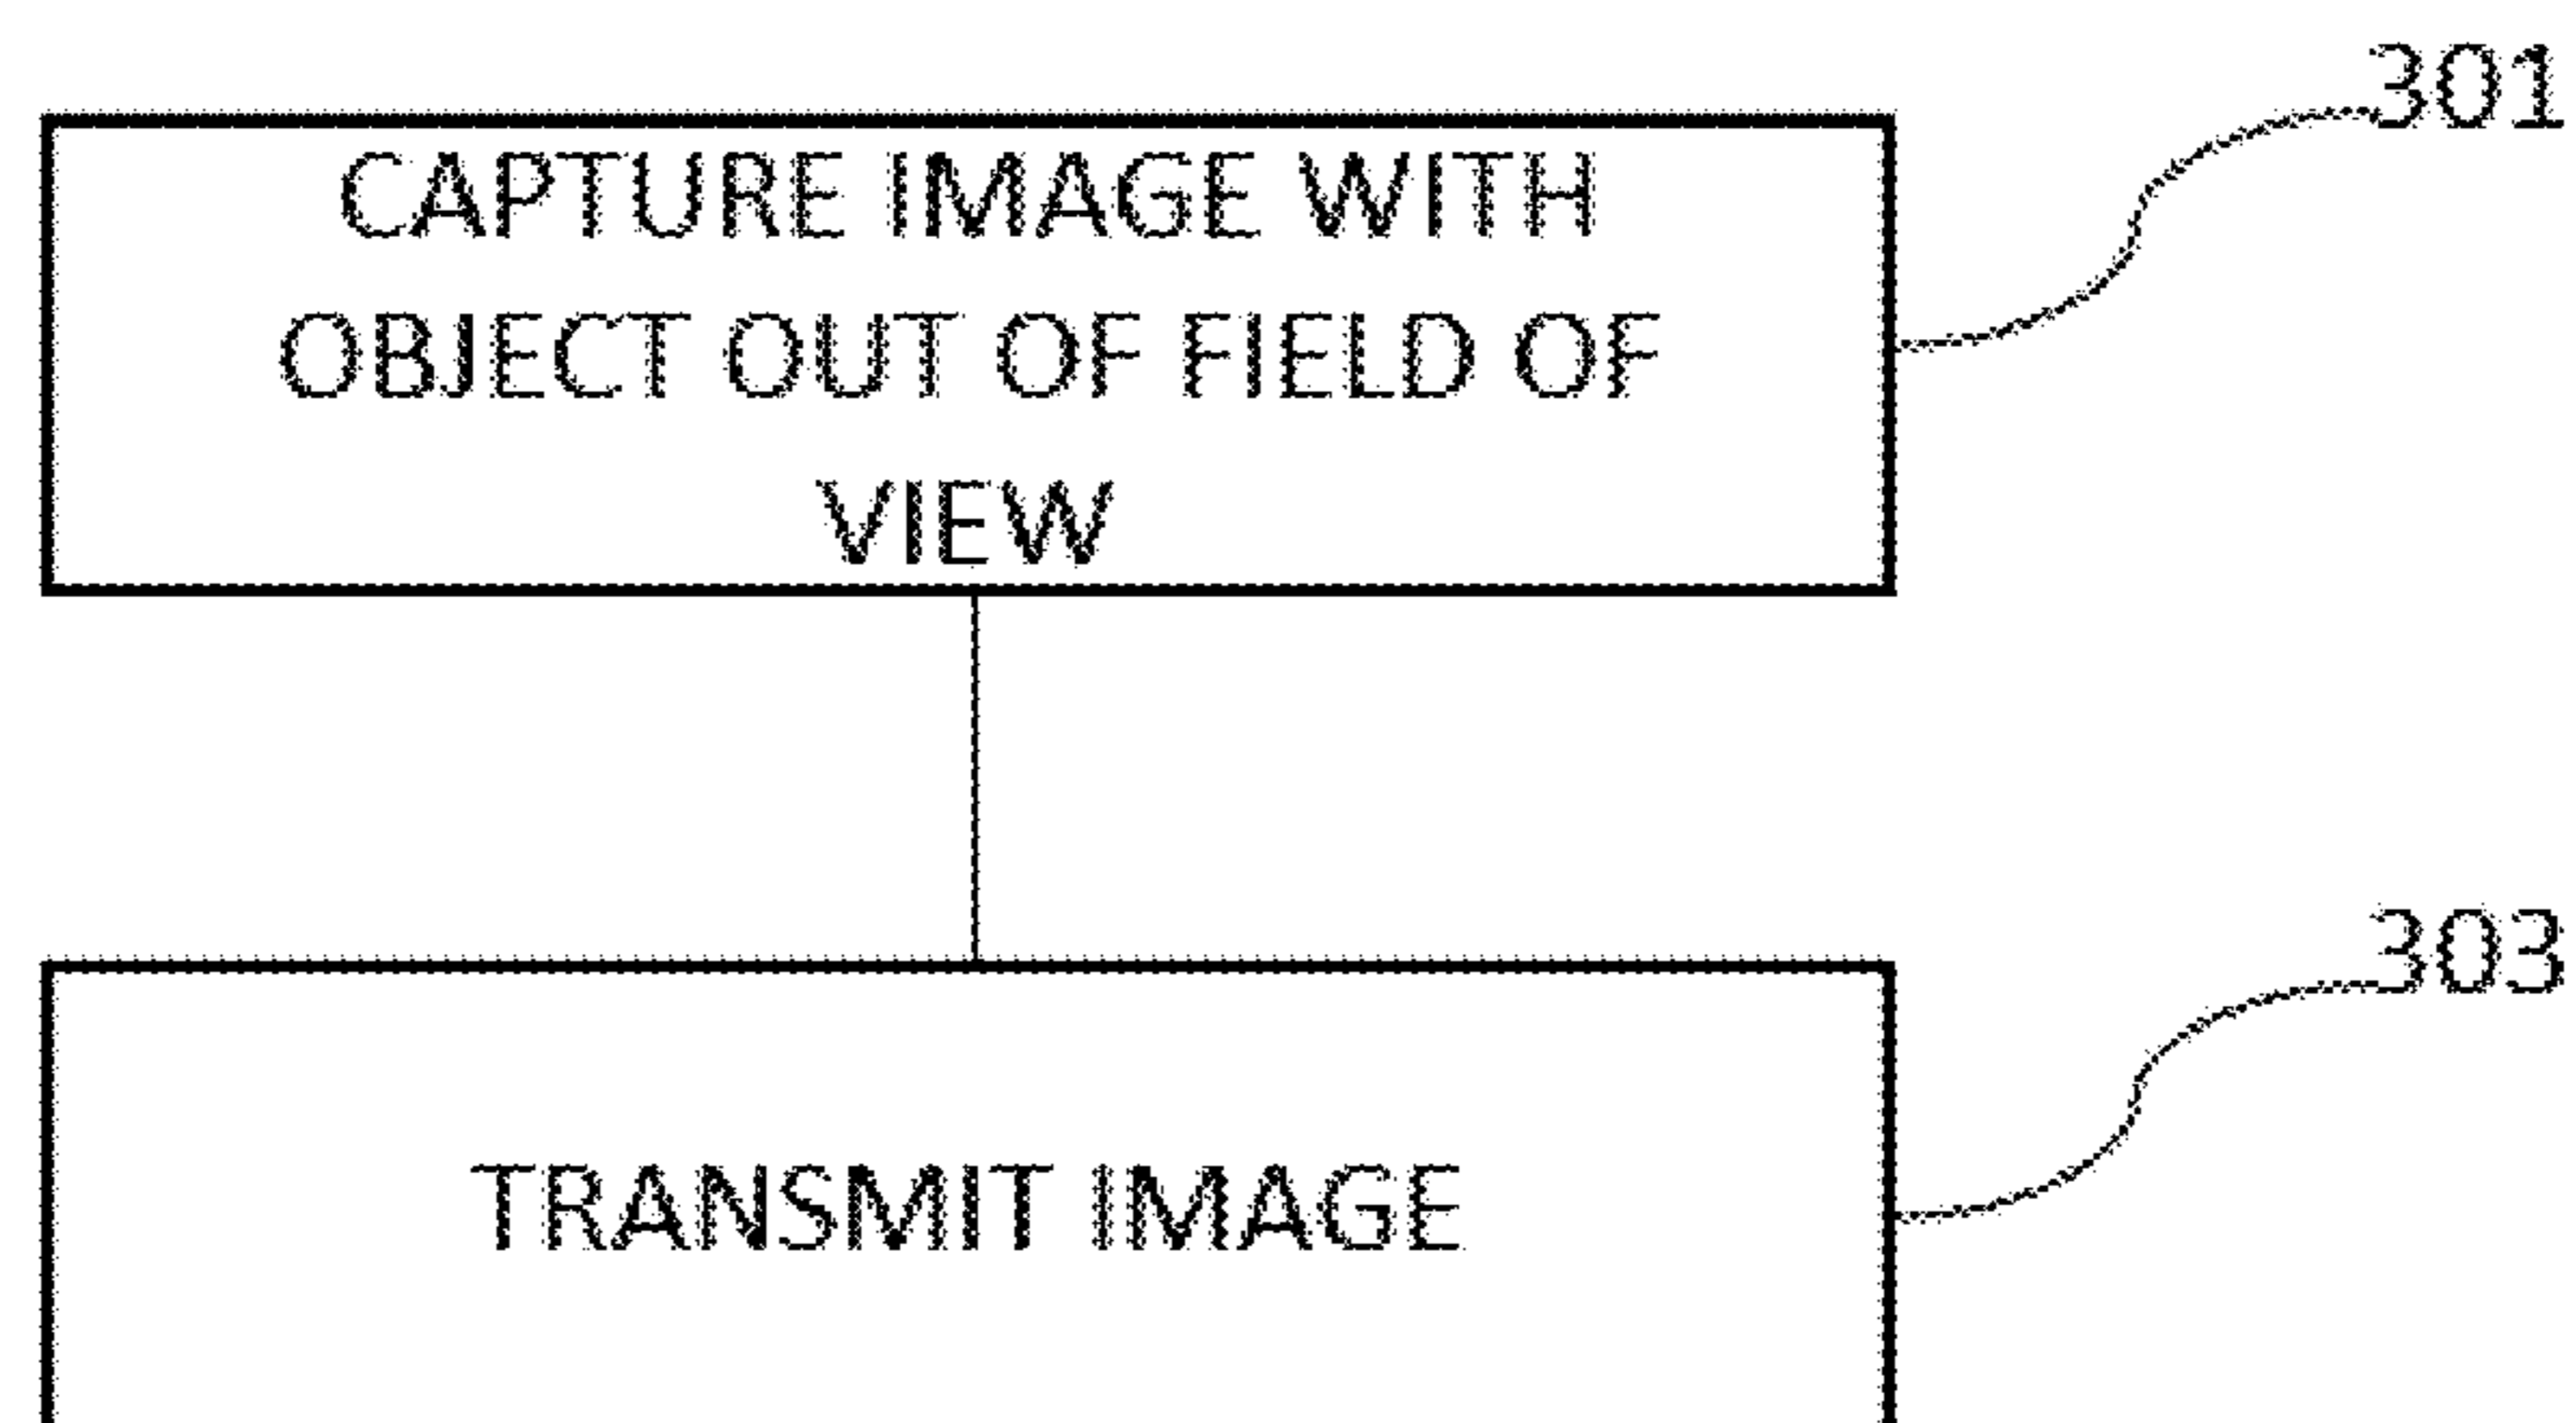 301
CAPTURE IMAGE WITH
OBJECT OUT OF FIELD OF
VIEW
303
TRANSMIT IMAGE